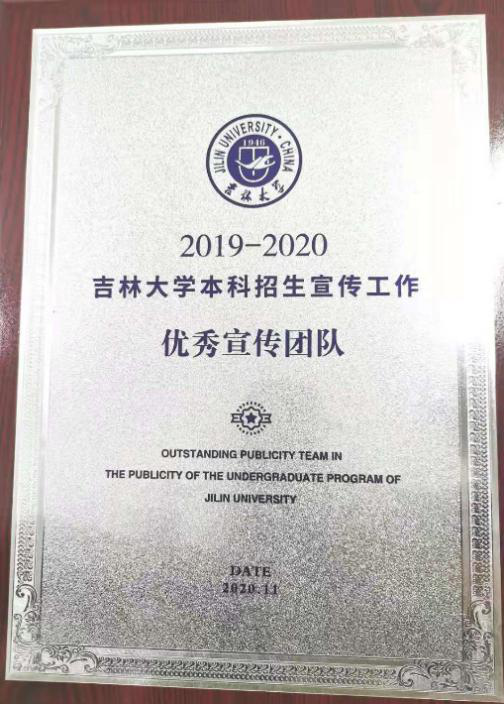 JILIN UNIVERSITY · CHINA
1946
吉林大学
2019-2020
吉林大学本科招生宣传工作
优秀宣传团队
OUTSTANDING PUBLICITY TEAM IN
THE PUBLICITY OF THE UNDERGRADUATE PROGRAM OF
JILIN UNIVERSITY
DATE
2020.11